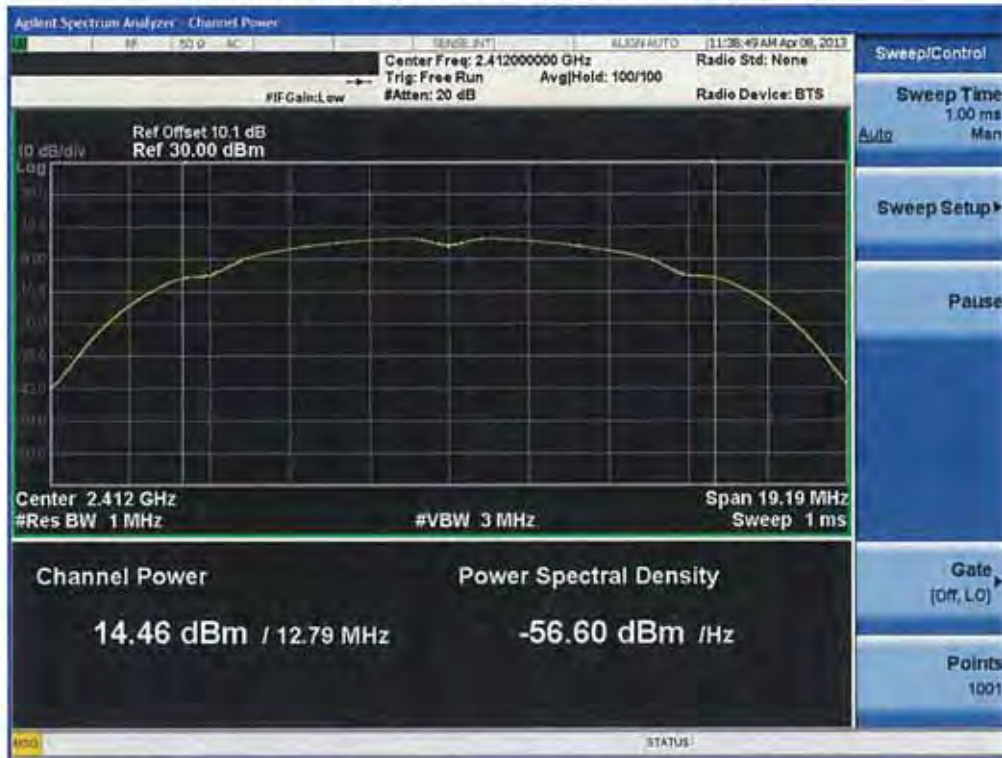 Agilent Spectrum Analyzer - Channel Power
RF 50 Ω AC SENSE:INT ALIGN AUTO 11:38:49 AM Apr 08, 2013
Center Freq: 2.412000000 GHz Radio Std: None
Trig: Free Run Avg|Hold: 100/100
#IFGain:Low #Atten: 20 dB Radio Device: BTS
Ref Offset 10.1 dB
10 dB/div Ref 30.00 dBm
Log
Center 2.412 GHz Span 19.19 MHz
#Res BW 1 MHz #VBW 3 MHz Sweep 1 ms
Channel Power Power Spectral Density
14.46 dBm / 12.79 MHz -56.60 dBm /Hz
MSG STATUS
Sweep/Control
Sweep Time
1.00 ms
Auto Man
Sweep Setup
Pause
Gate
[Off, LO]
Points
1001